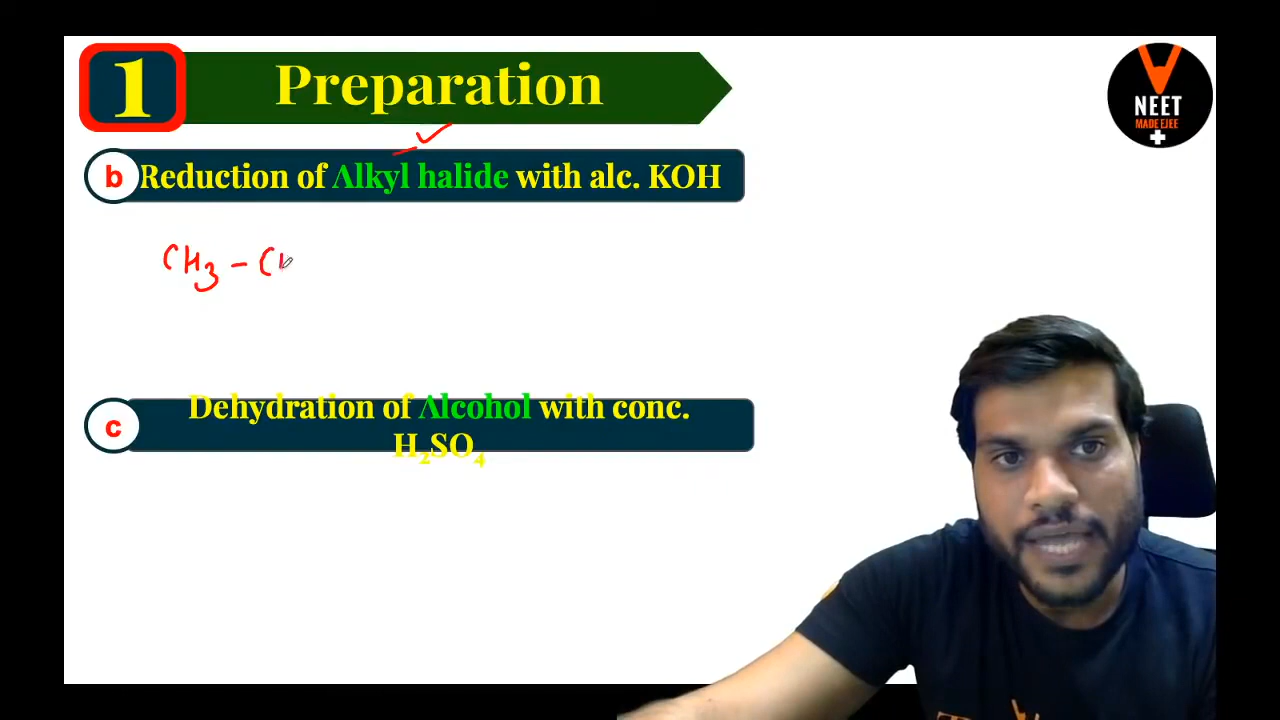 1
Preparation
NEET
MADE EJEE
b
Reduction of Alkyl halide with alc. KOH
CH3 –
c
Dehydration of Alcohol with conc.
H₂SO₄